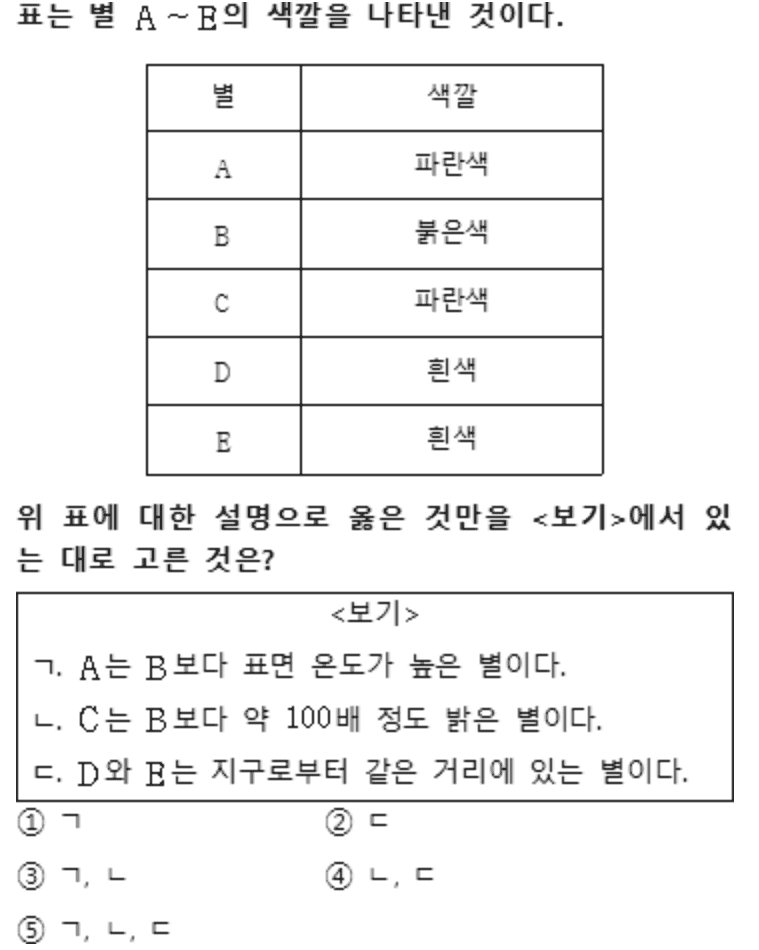 표는 별 A ~ E의 색깔을 나타낸 것이다.
별 색깔
A 파란색
B 붉은색
C 파란색
D 흰색
E 흰색
위 표에 대한 설명으로 옳은 것만을 <보기>에서 있
는 대로 고른 것은?
<보기>
ㄱ. A는 B보다 표면 온도가 높은 별이다.
ㄴ. C는 B보다 약 100배 정도 밝은 별이다.
ㄷ. D와 E는 지구로부터 같은 거리에 있는 별이다.
① ㄱ ② ㄷ
③ ㄱ, ㄴ ④ ㄴ, ㄷ
⑤ ㄱ, ㄴ, ㄷ